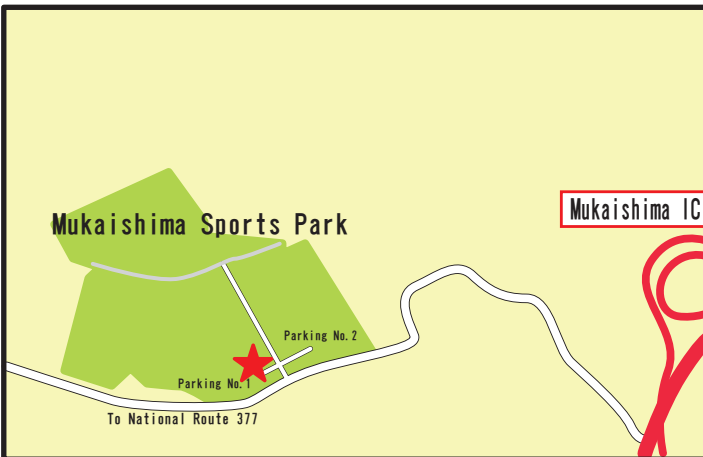 Mukaishima Sports Park
Mukaishima IC
Parking No.2
Parking No.1
To National Route 377